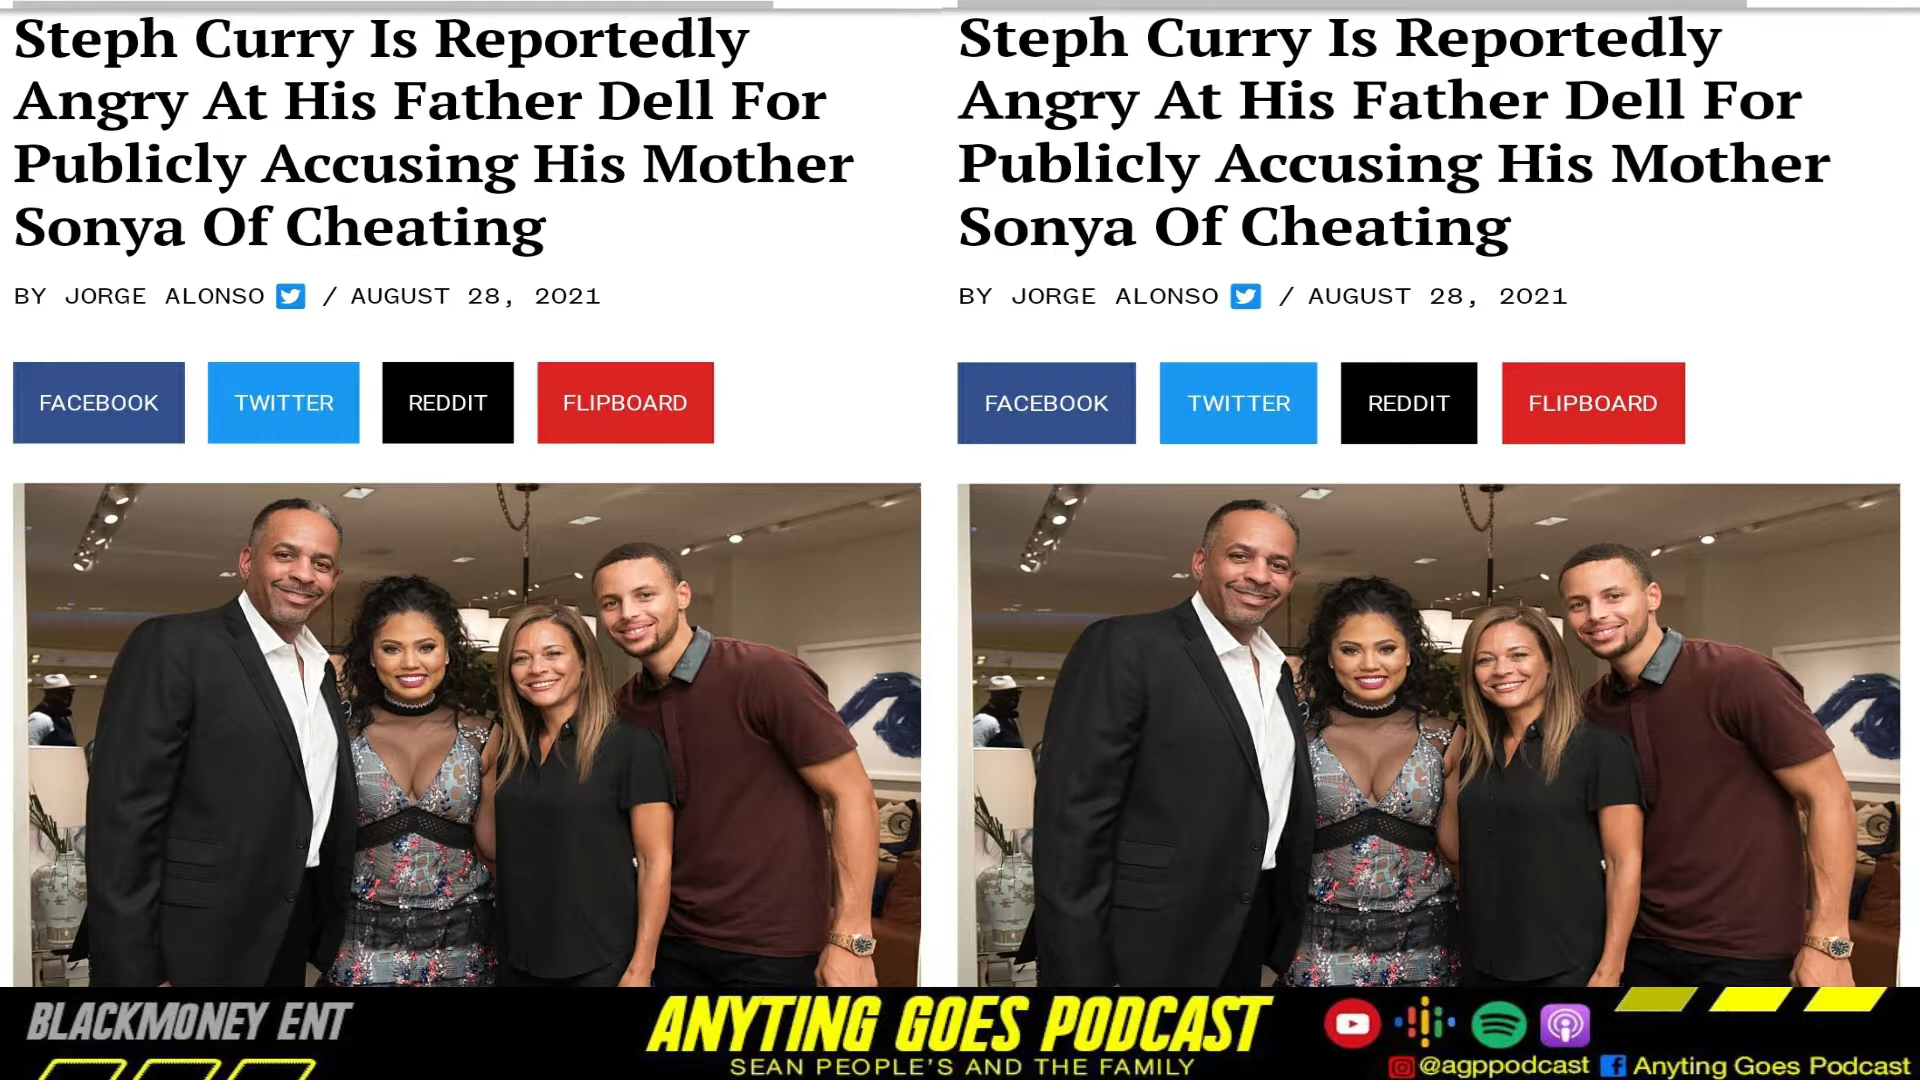 Steph Curry Is Reportedly
Angry At His Father Dell For
Publicly Accusing His Mother
Sonya Of Cheating
BY JORGE ALONSO / AUGUST 28, 2021
FACEBOOK TWITTER REDDIT FLIPBOARD
Steph Curry Is Reportedly
Angry At His Father Dell For
Publicly Accusing His Mother
Sonya Of Cheating
BY JORGE ALONSO / AUGUST 28, 2021
FACEBOOK TWITTER REDDIT FLIPBOARD
BLACKMONEY ENT
ANYTING GOES PODCAST
SEAN PEOPLE'S AND THE FAMILY
@agppodcast Anyting Goes Podcast